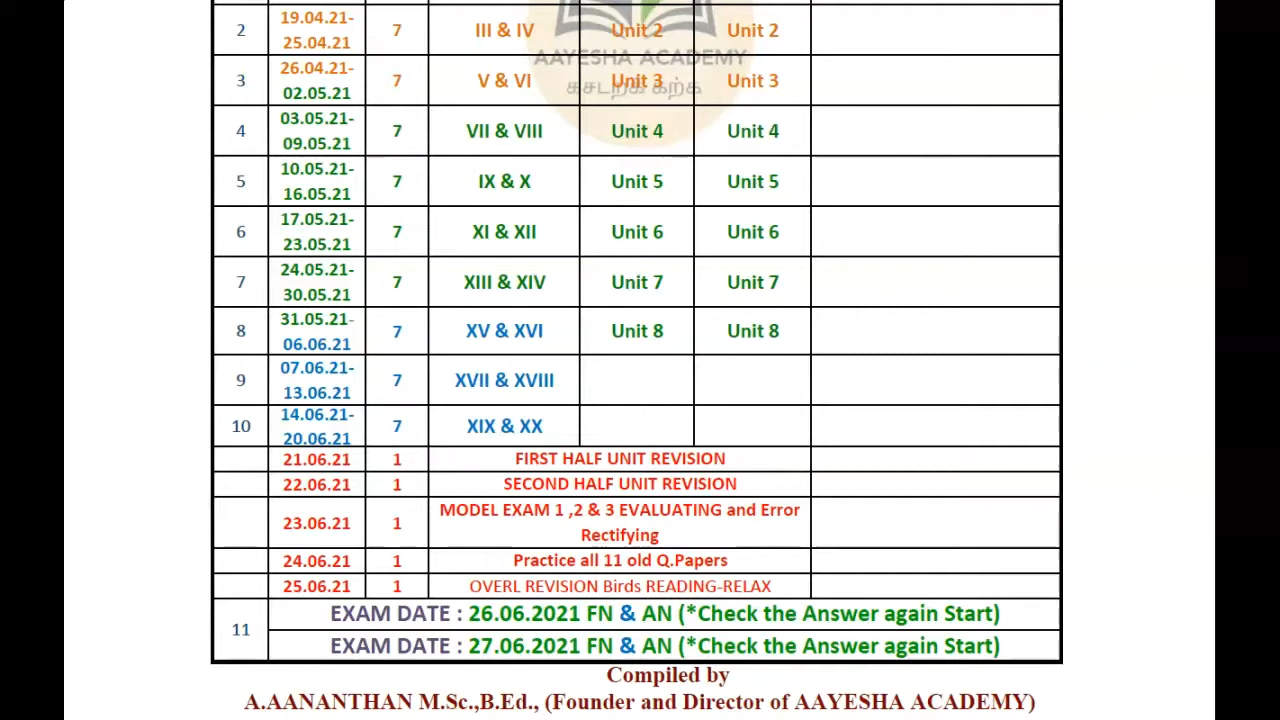 2 19.04.21- 25.04.21 7 III & IV Unit 2 Unit 2
AAYESHA ACADEMY
3 26.04.21- 02.05.21 7 V & VI Unit 3 Unit 3
கசடறக் கற்க
4 03.05.21- 09.05.21 7 VII & VIII Unit 4 Unit 4
5 10.05.21- 16.05.21 7 IX & X Unit 5 Unit 5
6 17.05.21- 23.05.21 7 XI & XII Unit 6 Unit 6
7 24.05.21- 30.05.21 7 XIII & XIV Unit 7 Unit 7
8 31.05.21- 06.06.21 7 XV & XVI Unit 8 Unit 8
9 07.06.21- 13.06.21 7 XVII & XVIII
10 14.06.21- 20.06.21 7 XIX & XX
21.06.21 1 FIRST HALF UNIT REVISION
22.06.21 1 SECOND HALF UNIT REVISION
23.06.21 1 MODEL EXAM 1 ,2 & 3 EVALUATING and Error Rectifying
24.06.21 1 Practice all 11 old Q.Papers
25.06.21 1 OVERL REVISION Birds READING-RELAX
11 EXAM DATE : 26.06.2021 FN & AN (*Check the Answer again Start)
EXAM DATE : 27.06.2021 FN & AN (*Check the Answer again Start)
Compiled by
A.AANANTHAN M.Sc.,B.Ed., (Founder and Director of AAYESHA ACADEMY)